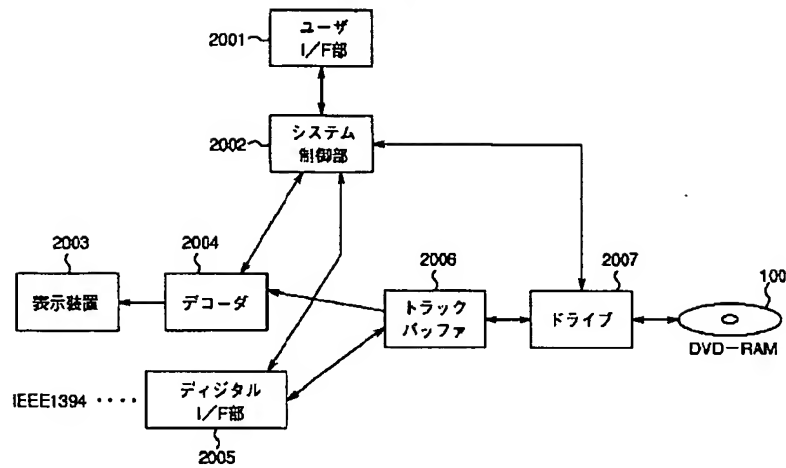 2001
ユーザ
I/F部
2002
システム
制御部
2003
表示装置
2004
デコーダ
2006
トラック
バッファ
2007
ドライブ
100
DVD-RAM
IEEE1394 ････
ディジタル
I/F部
2005